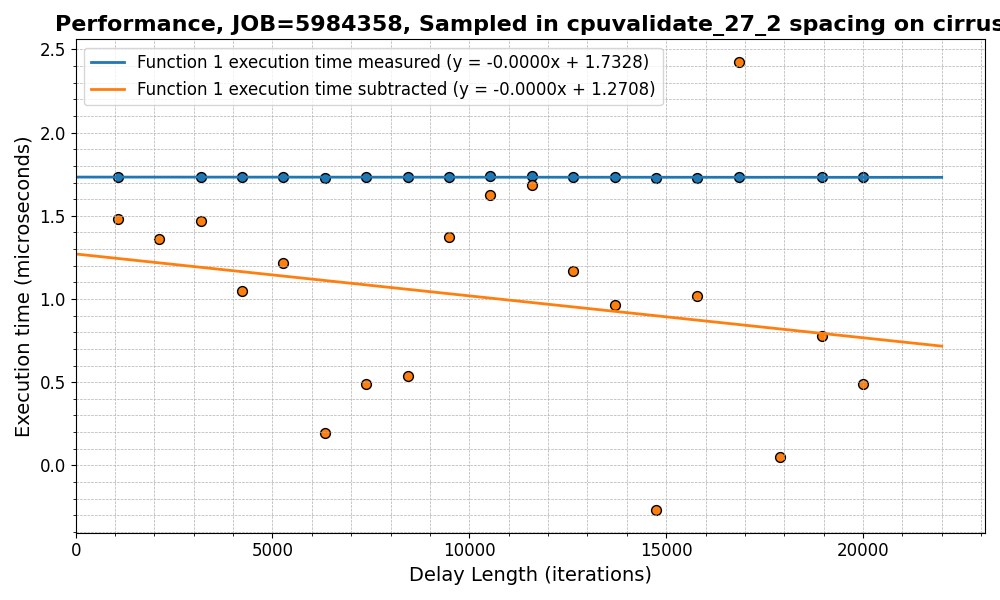 Performance, JOB=5984358, Sampled in cpuvalidate_27_2 spacing on cirrus
Function 1 execution time measured (y = -0.0000x + 1.7328)
Function 1 execution time subtracted (y = -0.0000x + 1.2708)
Execution time (microseconds)
2.5
2.0
1.5
1.0
0.5
0.0
0 5000 10000 15000 20000
Delay Length (iterations)